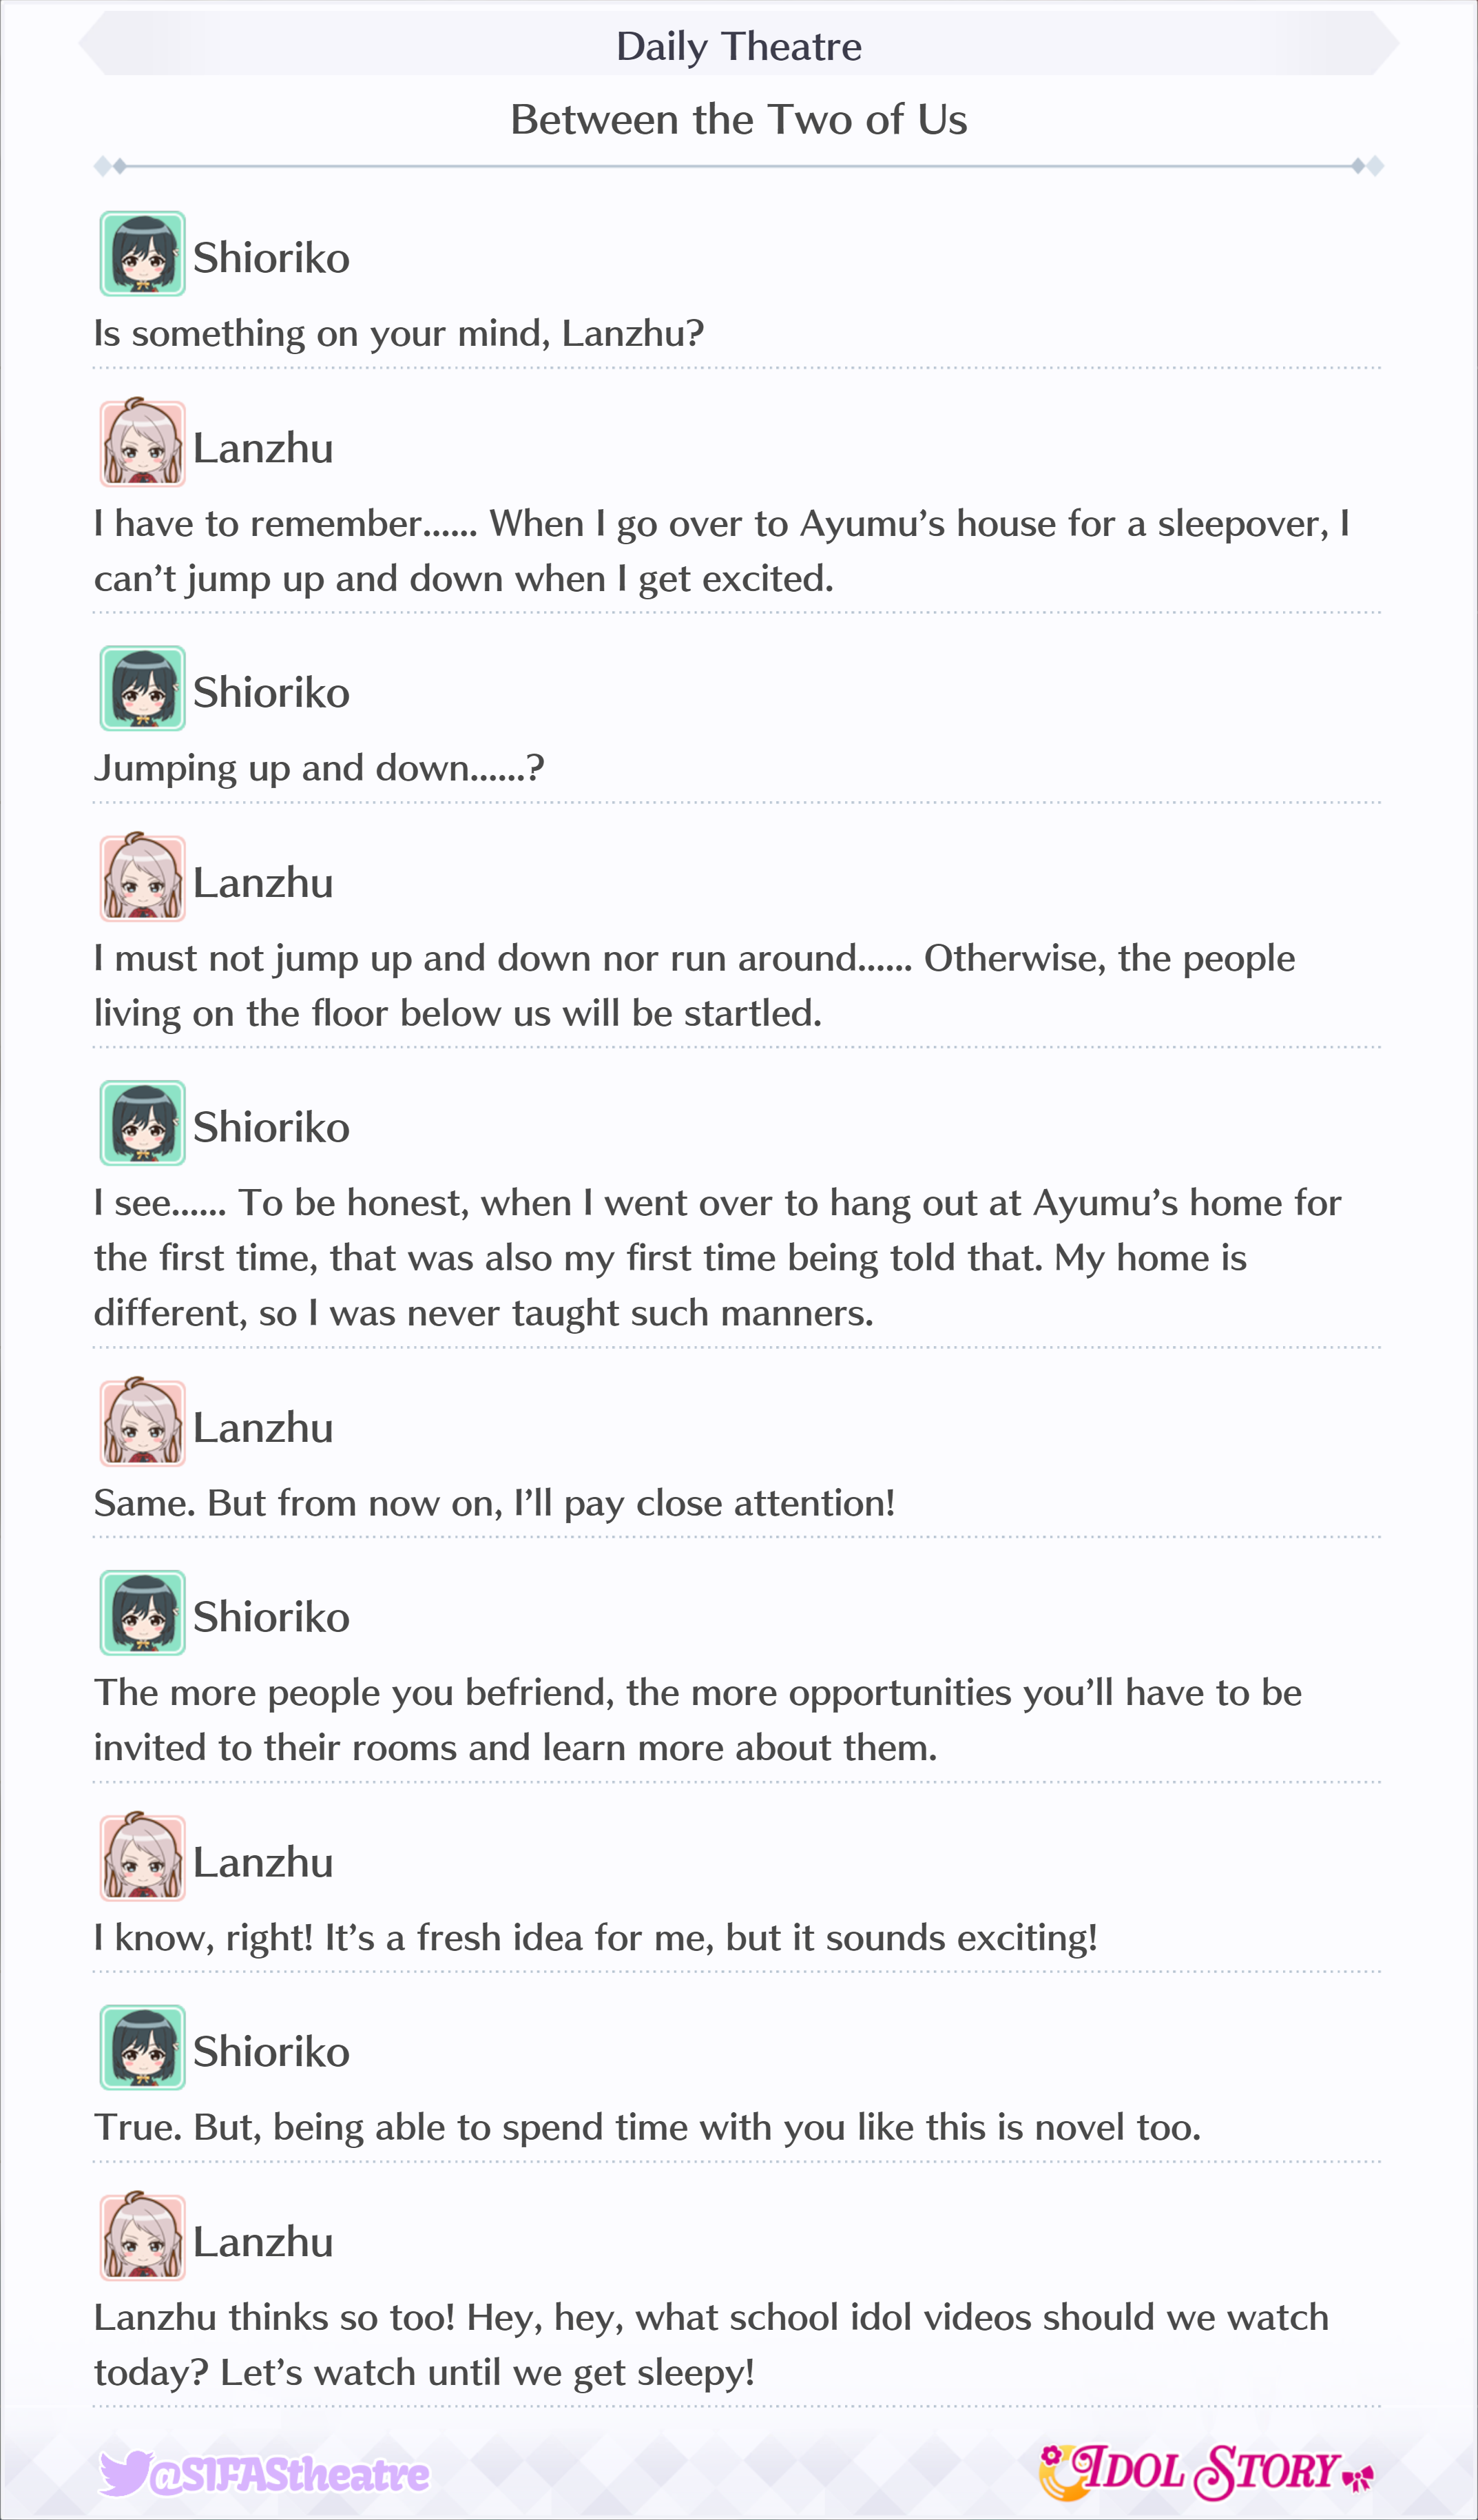 Daily Theatre
Between the Two of Us
Shioriko
Is something on your mind, Lanzhu?
Lanzhu
I have to remember...... When I go over to Ayumu’s house for a sleepover, I
can’t jump up and down when I get excited.
Shioriko
Jumping up and down......?
Lanzhu
I must not jump up and down nor run around...... Otherwise, the people
living on the floor below us will be startled.
Shioriko
I see...... To be honest, when I went over to hang out at Ayumu’s home for
the first time, that was also my first time being told that. My home is
different, so I was never taught such manners.
Lanzhu
Same. But from now on, I’ll pay close attention!
Shioriko
The more people you befriend, the more opportunities you’ll have to be
invited to their rooms and learn more about them.
Lanzhu
I know, right! It’s a fresh idea for me, but it sounds exciting!
Shioriko
True. But, being able to spend time with you like this is novel too.
Lanzhu
Lanzhu thinks so too! Hey, hey, what school idol videos should we watch
today? Let’s watch until we get sleepy!
@SIFAStheatre
IDOL STORY